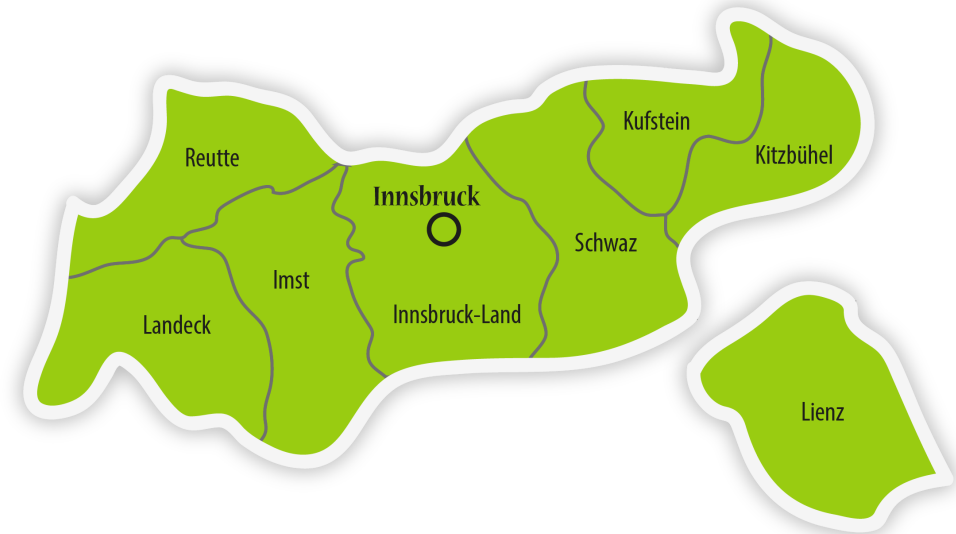 Kufstein
Kitzbühel
Reutte
Innsbruck
Schwaz
Imst
Innsbruck-Land
Landeck
Lienz